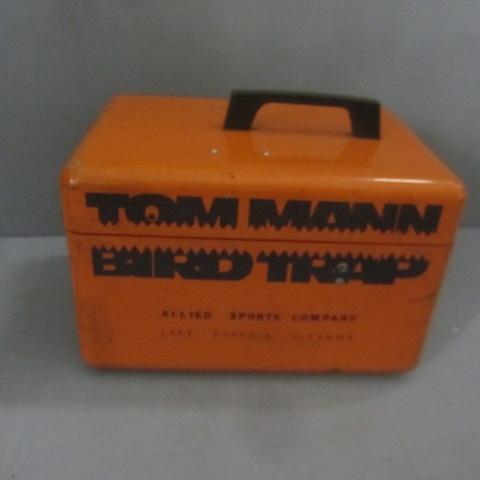 TOM MANN
BIRD TRAP
ALLIED SPORTS COMPANY
LAKE EUFAULA, ALABAMA